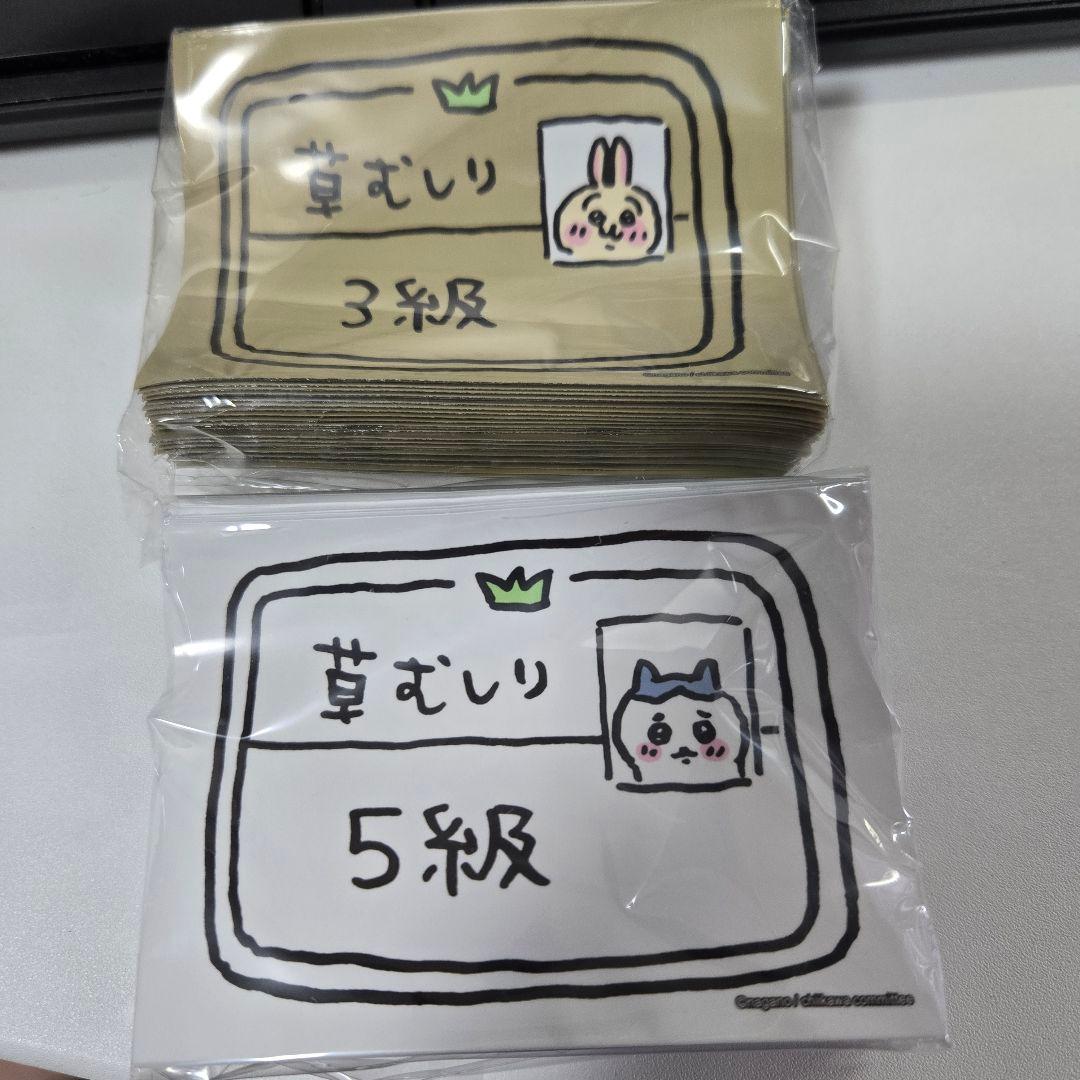 草むしり
3級
©nagano / chiikawa committee
草むしり
5級
©nagano / chiikawa committee